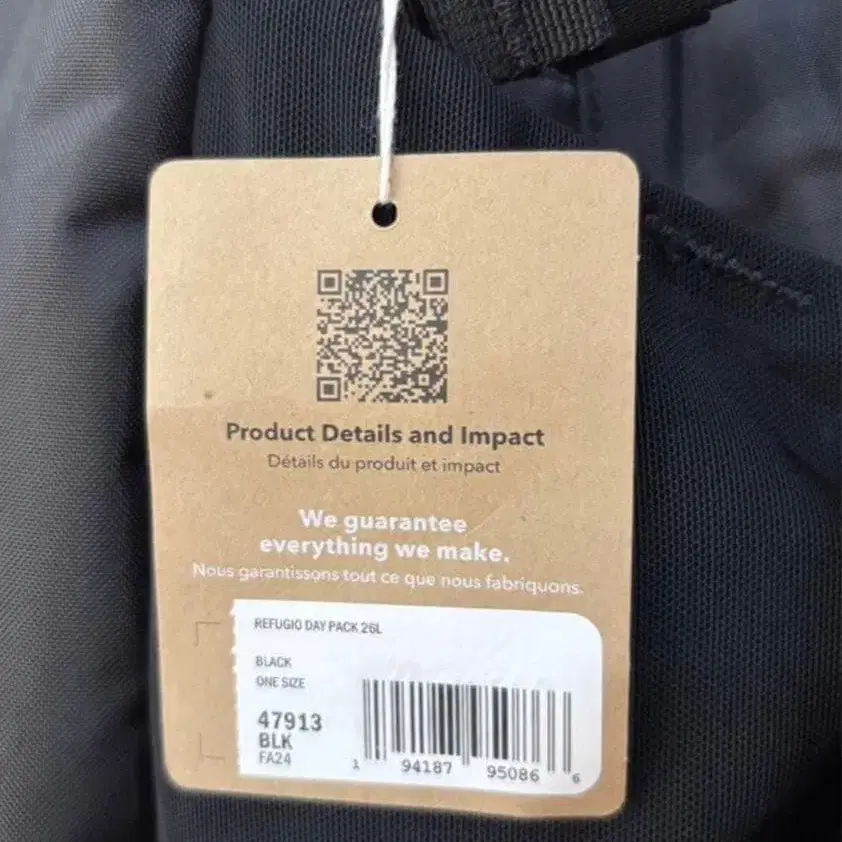 Product Details and Impact
Détails du produit et impact
We guarantee
everything we make.
Nous garantissons tout ce que nous fabriquons.
REFUGIO DAY PACK 26L
BLACK
ONE SIZE
47913
BLK
FA24
1 94187 95086 6